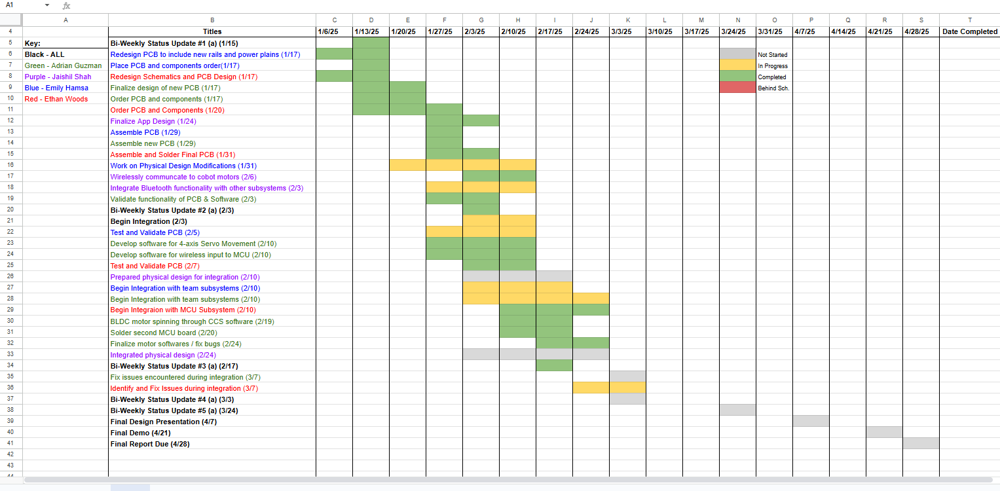 A1 fx
A B C D E F G H I J K L M N O P Q R S T
4 Titles 1/6/25 1/13/25 1/20/25 1/27/25 2/3/25 2/10/25 2/17/25 2/24/25 3/3/25 3/10/25 3/17/25 3/24/25 3/31/25 4/7/25 4/14/25 4/21/25 4/28/25 Date Completed
5 Key: Bi-Weekly Status Update #1 (a) (1/15)
6 Black - ALL Redesign PCB to include new rails and power plains (1/17) Not Started
7 Green - Adrian Guzman Place PCB and components order(1/17) In Progress
8 Purple - Jaishil Shah Redesign Schematics and PCB Design (1/17) Completed
9 Blue - Emily Hamsa Finalize design of new PCB (1/17) Behind Sch.
10 Red - Ethan Woods Order PCB and components (1/17)
11 Order PCB and Components (1/20)
12 Finalize App Design (1/24)
13 Assemble PCB (1/29)
14 Assemble new PCB (1/29)
15 Assemble and Solder Final PCB (1/31)
16 Work on Physical Design Modifications (1/31)
17 Wirelessly communcate to cobot motors (2/6)
18 Integrate Bluetooth functionality with other subsystems (2/3)
19 Validate functionality of PCB & Software (2/3)
20 Bi-Weekly Status Update #2 (a) (2/3)
21 Begin Integration (2/3)
22 Test and Validate PCB (2/5)
23 Develop software for 4-axis Servo Movement (2/10)
24 Develop software for wireless input to MCU (2/10)
25 Test and Validate PCB (2/7)
26 Prepared physical design for integration (2/10)
27 Begin Integration with team subsystems (2/10)
28 Begin Integration with team subsystems (2/10)
29 Begin Integraion with MCU Subsystem (2/10)
30 BLDC motor spinning through CCS software (2/19)
31 Solder second MCU board (2/20)
32 Finalize motor softwares / fix bugs (2/24)
33 Integrated physical design (2/24)
34 Bi-Weekly Status Update #3 (a) (2/17)
35 Fix issues encountered during integration (3/7)
36 Identify and Fix Issues during integration (3/7)
37 Bi-Weekly Status Update #4 (a) (3/3)
38 Bi-Weekly Status Update #5 (a) (3/24)
39 Final Design Presentation (4/7)
40 Final Demo (4/21)
41 Final Report Due (4/28)
42
43
44